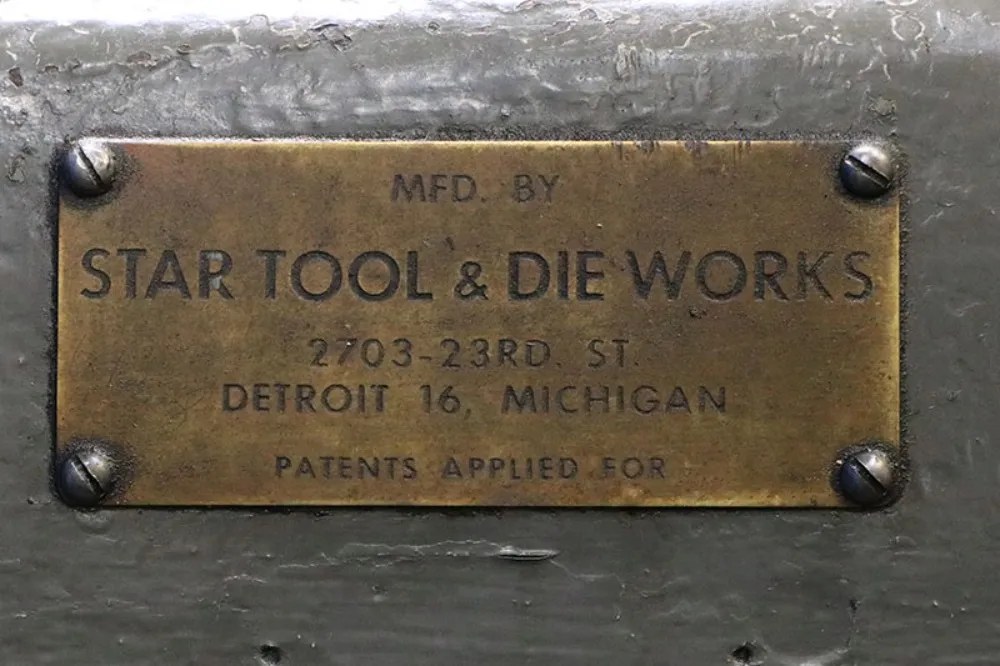 MFD. BY
STAR TOOL & DIE WORKS
2703-23RD. ST.
DETROIT 16, MICHIGAN
PATENTS APPLIED FOR